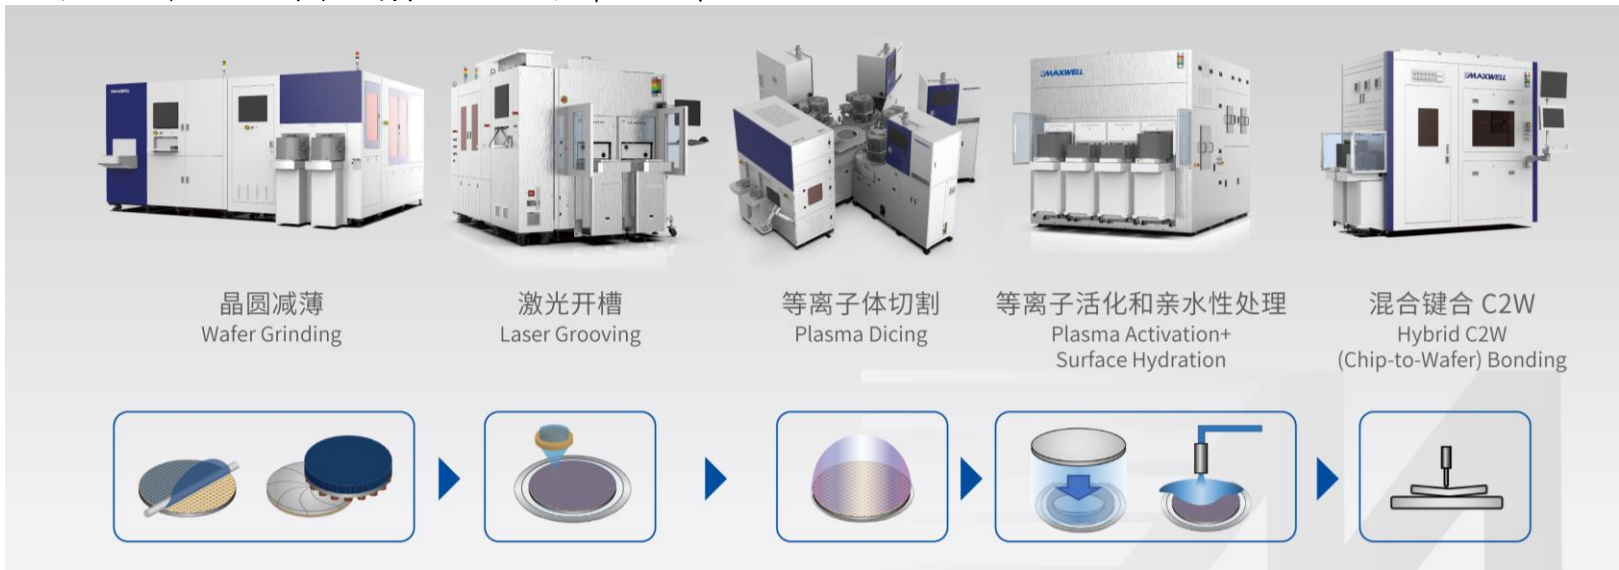 MAXWELL
MAXWELL
MAXWELL
晶圆减薄
Wafer Grinding
激光开槽
Laser Grooving
等离子体切割
Plasma Dicing
等离子活化和亲水性处理
Plasma Activation+
Surface Hydration
混合键合 C2W
Hybrid C2W
(Chip-to-Wafer) Bonding